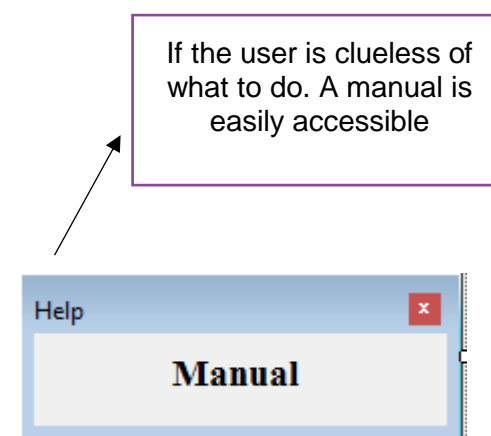 If the user is clueless of
what to do. A manual is
easily accessible
Help
x
Manual